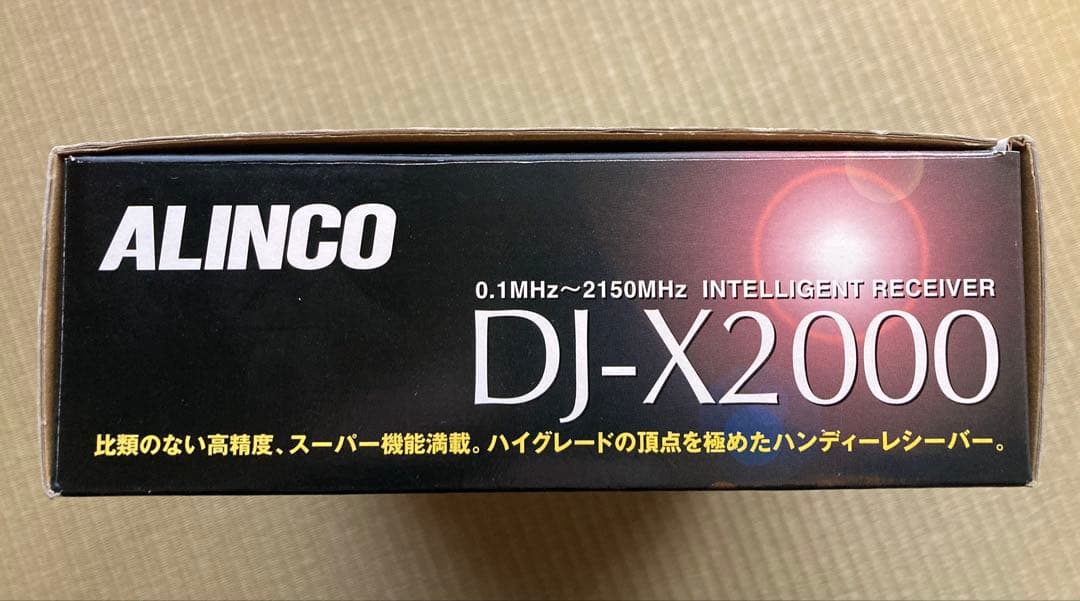 ALINCO
0.1MHz～2150MHz INTELLIGENT RECEIVER
DJ-X2000
比類のない高精度、スーパー機能満載。ハイグレードの頂点を極めたハンディーレシーバー。